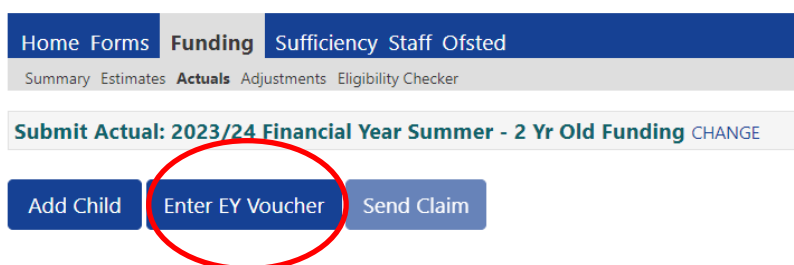 Home Forms Funding Sufficiency Staff Ofsted
Summary Estimates Actuals Adjustments Eligibility Checker
Submit Actual: 2023/24 Financial Year Summer - 2 Yr Old Funding CHANGE
Add Child Enter EY Voucher Send Claim